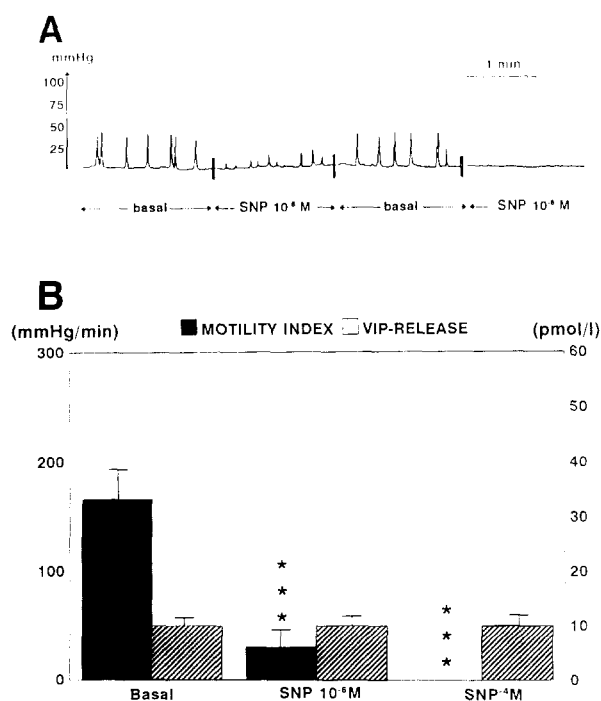 A
mmHg
1 min
100
75
50
25
basal
SNP 10⁻⁶ M
basal
SNP 10⁻⁶ M
B
(mmHg/min)
MOTILITY INDEX
VIP-RELEASE
(pmol/l)
300
60
50
200
40
30
100
20
10
0
0
* * *
* * *
Basal
SNP 10⁻⁶M
SNP⁻⁴M